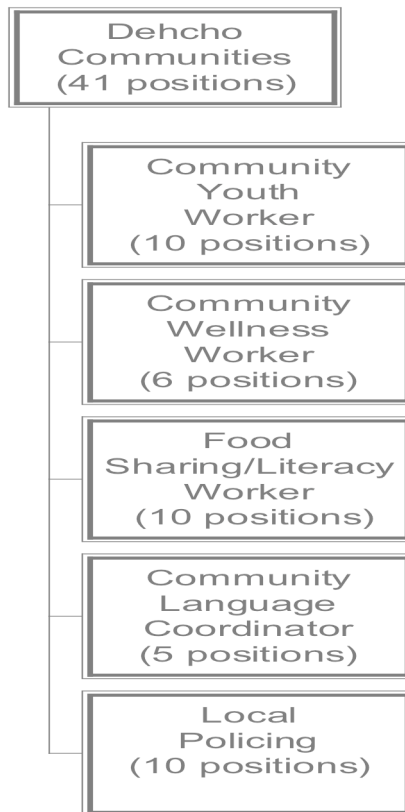 Dehcho
Communities
(41 positions)
Community
Youth
Worker
(10 positions)
Community
Wellness
Worker
(6 positions)
Food
Sharing/Literacy
Worker
(10 positions)
Community
Language
Coordinator
(5 positions)
Local
Policing
(10 positions)